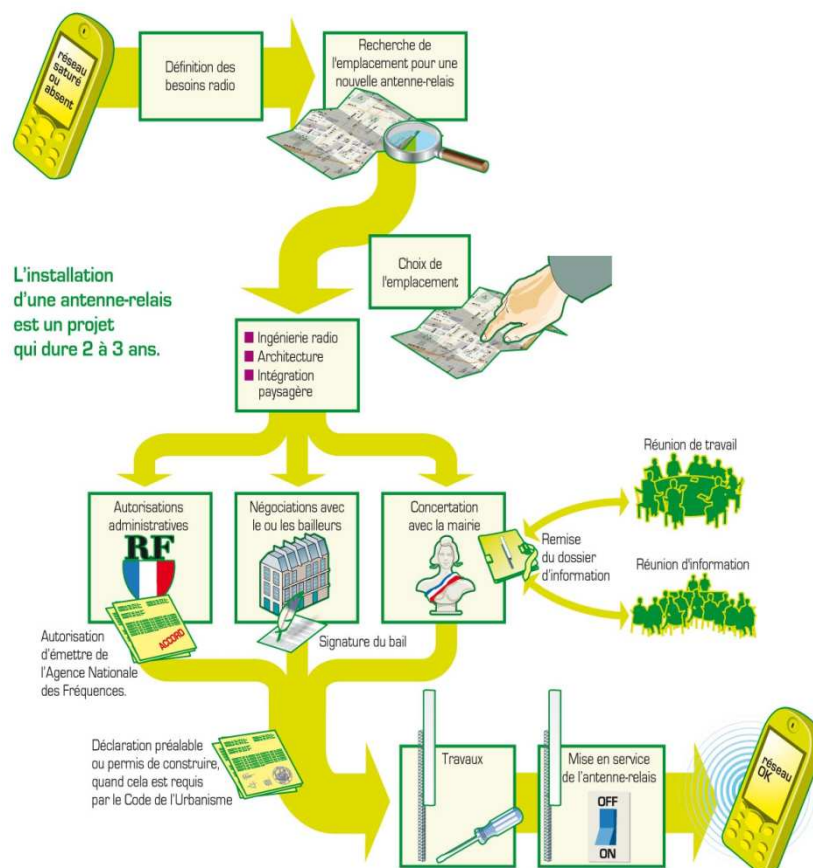 réseau
saturé
ou
absent
Définition des
besoins radio
Recherche de
l'emplacement pour une
nouvelle antenne-relais
Choix de
l'emplacement
L'installation
d'une antenne-relais
est un projet
qui dure 2 à 3 ans.
Ingénierie radio
Architecture
Intégration
paysagère
Autorisations
administratives
RF
ACCORD
Autorisation
d'émettre de
l'Agence Nationale
des Fréquences.
Négociations avec
le ou les bailleurs
Signature du bail
Concertation
avec la mairie
Remise
du dossier
d'information
Réunion de travail
Réunion d'information
Déclaration préalable
ou permis de construire,
quand cela est requis
par le Code de l'Urbanisme
Travaux
Mise en service
de l'antenne-relais
OFF
ON
réseau
OK